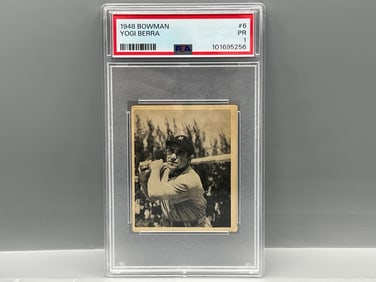 1948 BOWMAN #6
YOGI BERRA PR
1
PSA 101695256